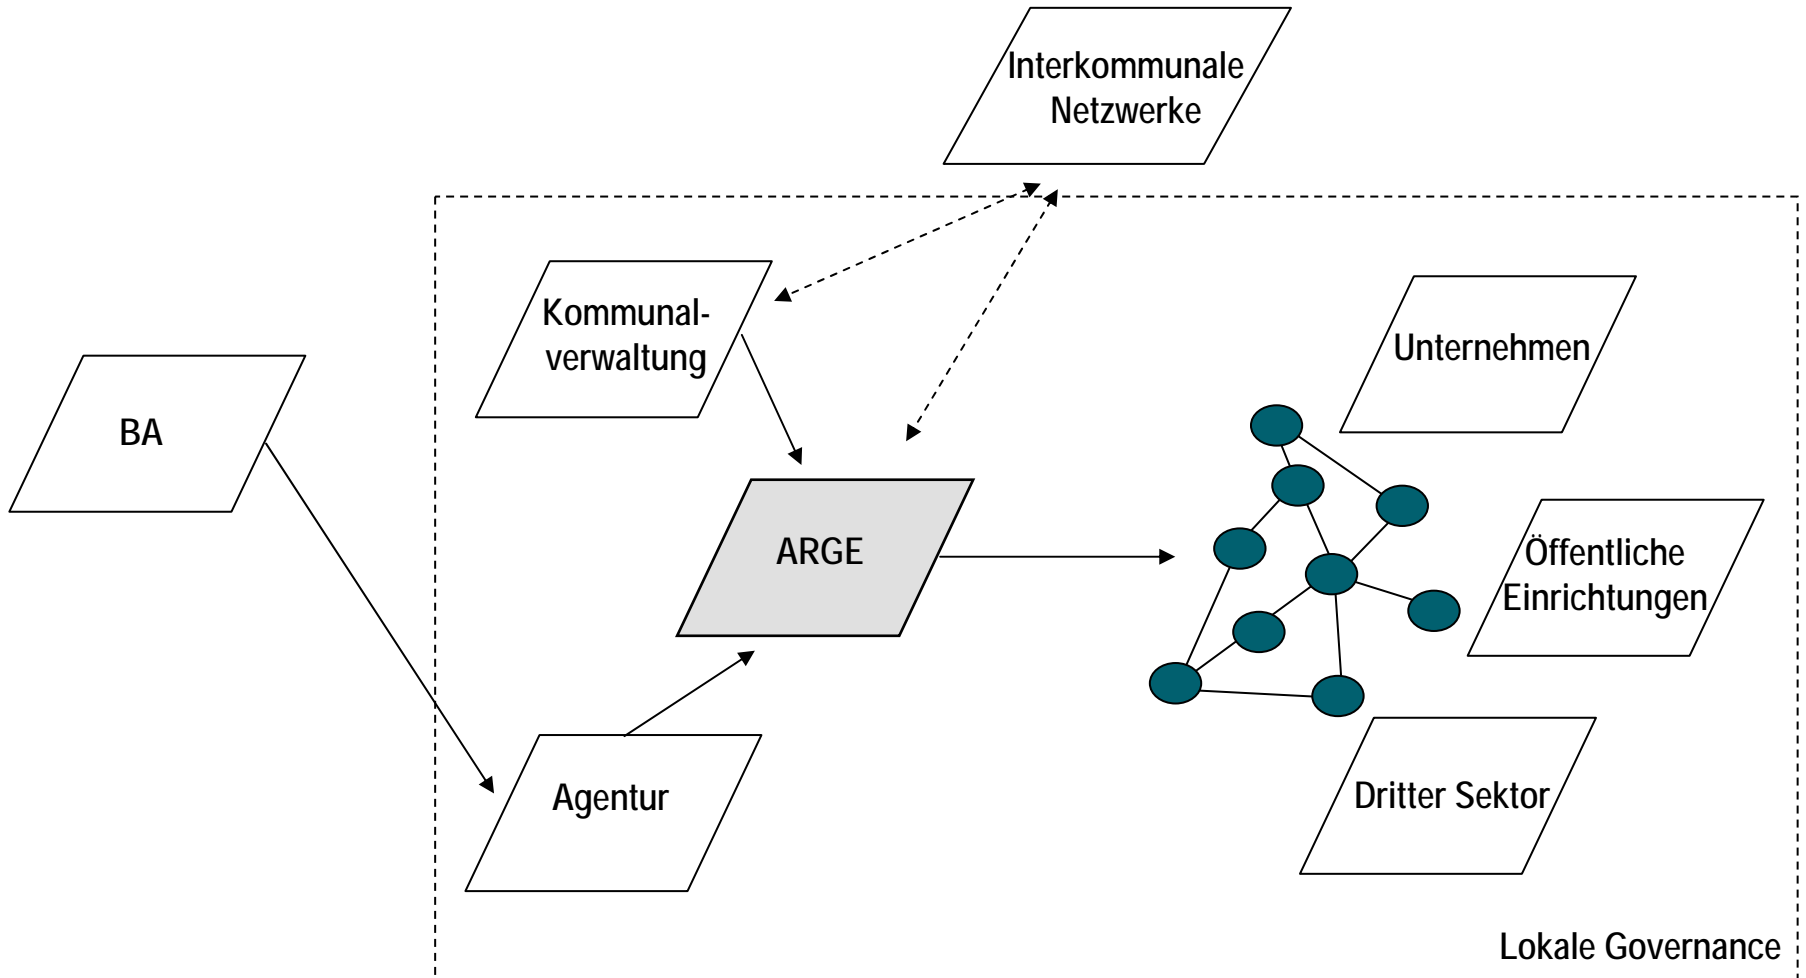 Interkommunale
Netzwerke
Kommunal-
verwaltung
Unternehmen
BA
ARGE
Öffentliche
Einrichtungen
Agentur
Dritter Sektor
Lokale Governance